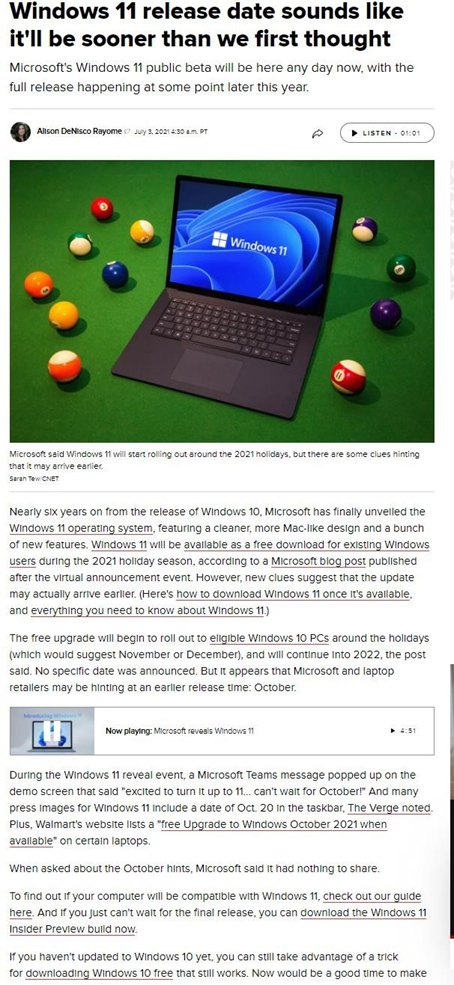 Windows 11 release date sounds like
it'll be sooner than we first thought
Microsoft's Windows 11 public beta will be here any day now, with the
full release happening at some point later this year.
Alison DeNisco Rayome July 3, 2021 4:30 a.m. PT
LISTEN - 01:01
Windows 11
Microsoft said Windows 11 will start rolling out around the 2021 holidays, but there are some clues hinting
that it may arrive earlier.
Sarah Tew/CNET
Nearly six years on from the release of Windows 10, Microsoft has finally unveiled the
Windows 11 operating system, featuring a cleaner, more Mac-like design and a bunch
of new features. Windows 11 will be available as a free download for existing Windows
users during the 2021 holiday season, according to a Microsoft blog post published
after the virtual announcement event. However, new clues suggest that the update
may actually arrive earlier. (Here's how to download Windows 11 once it's available,
and everything you need to know about Windows 11.)
The free upgrade will begin to roll out to eligible Windows 10 PCs around the holidays
(which would suggest November or December), and will continue into 2022, the post
said. No specific date was announced. But it appears that Microsoft and laptop
retailers may be hinting at an earlier release time: October.
Introducing Windows 11
Now playing: Microsoft reveals Windows 11
4:51
During the Windows 11 reveal event, a Microsoft Teams message popped up on the
demo screen that said "excited to turn it up to 11... can't wait for October!" And many
press images for Windows 11 include a date of Oct. 20 in the taskbar, The Verge noted.
Plus, Walmart's website lists a "free Upgrade to Windows October 2021 when
available" on certain laptops.
When asked about the October hints, Microsoft said it had nothing to share.
To find out if your computer will be compatible with Windows 11, check out our guide
here. And if you just can't wait for the final release, you can download the Windows 11
Insider Preview build now.
If you haven't updated to Windows 10 yet, you can still take advantage of a trick
for downloading Windows 10 free that still works. Now would be a good time to make